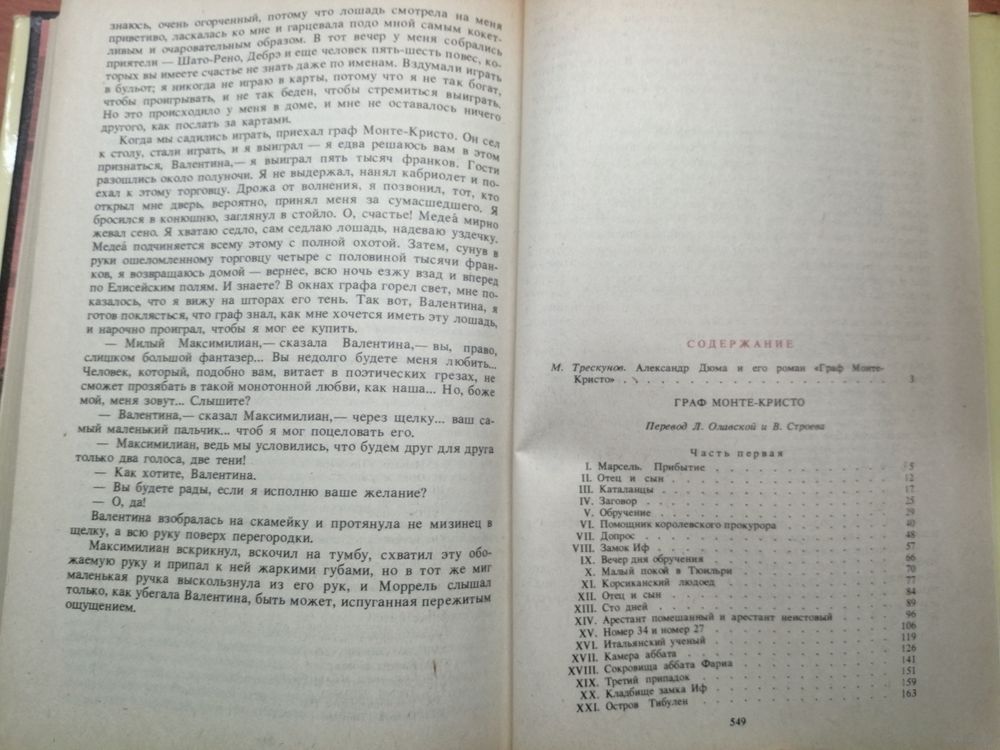 знаюсь, очень огорченный, потому что лошадь смотрела на меня
приветливо, ласкалась ко мне и гарцевала подо мной самым кокет-
ливым и очаровательным образом. В тот вечер у меня собрались
приятели — Шато-Рено, Дебрэ и еще человек пять-шесть повес, ко-
торых вы имеете счастье не знать даже по именам. Вздумали играть
в бульот; я никогда не играю в карты, потому что я не так богат,
чтобы проигрывать, и не так беден, чтобы стремиться выиграть.
Но это происходило у меня в доме, и мне не оставалось ничего
другого, как послать за картами.
Когда мы садились играть, приехал граф Монте-Кристо. Он сел
к столу, стали играть, и я выиграл — я едва решаюсь вам в этом
признаться, Валентина,— я выиграл пять тысяч франков. Гости
разошлись около полуночи. Я не выдержал, нанял кабриолет и по-
ехал к этому торговцу. Дрожа от волнения, я позвонил, тот, кто
открыл мне дверь, вероятно, принял меня за сумасшедшего. Я
бросился в конюшню, заглянул в стойло. О, счастье! Медеа́ мирно
жевал сено. Я хватаю седло, сам седлаю лошадь, надеваю уздечку.
Медеа́ подчиняется всему этому с полной охотой. Затем, сунув в
руки ошеломленному торговцу четыре с половиной тысячи фран-
ков, я возвращаюсь домой — вернее, всю ночь езжу взад и вперед
по Елисейским полям. И знаете? В окнах графа горел свет, мне по-
казалось, что я вижу на шторах его тень. Так вот, Валентина, я
готов поклясться, что граф знал, как мне хочется иметь эту лошадь,
и нарочно проиграл, чтобы я мог ее купить.
— Милый Максимилиан,— сказала Валентина,— вы, право,
слишком большой фантазер... Вы недолго будете меня любить...
Человек, который, подобно вам, витает в поэтических грезах, не
сможет прозябать в такой монотонной любви, как наша... Но, боже
мой, меня зовут... Слышите?
— Валентина,— сказал Максимилиан,— через щелку... ваш са-
мый маленький пальчик... чтоб я мог поцеловать его.
— Максимилиан, ведь мы условились, что будем друг для друга
только два голоса, две тени!
— Как хотите, Валентина.
— Вы будете рады, если я исполню ваше желание?
— О, да!
Валентина взобралась на скамейку и протянула не мизинец в
щелку, а всю руку поверх перегородки.
Максимилиан вскрикнул, вскочил на тумбу, схватил эту обо-
жаемую руку и припал к ней жаркими губами, но в тот же миг
маленькая ручка выскользнула из его рук, и Моррель слышал
только, как убегала Валентина, быть может, испуганная пережитым
ощущением.
СОДЕРЖАНИЕ
М. Трескунов. Александр Дюма и его роман «Граф Монте-
Кристо» . . . . . . . . . . . . . . 3
ГРАФ МОНТЕ-КРИСТО
Перевод Л. Олавской и В. Строева
Часть первая
I. Марсель. Прибытие . . . . . . . . . . 5
II. Отец и сын . . . . . . . . . . 12
III. Каталанцы . . . . . . . . . . 17
IV. Заговор . . . . . . . . . . 25
V. Обручение . . . . . . . . . . 29
VI. Помощник королевского прокурора . . . . . . 40
VII. Допрос . . . . . . . . . . 48
VIII. Замок Иф . . . . . . . . . . 57
IX. Вечер дня обручения . . . . . . . . 66
X. Малый покой в Тюильри . . . . . . . 70
XI. Корсиканский людоед . . . . . . . . 77
XII. Отец и сын . . . . . . . . . . 84
XIII. Сто дней . . . . . . . . . . 89
XIV. Арестант помешанный и арестант неистовый . . . . 96
XV. Номер 34 и номер 27 . . . . . . . . 106
XVI. Итальянский ученый . . . . . . . . 119
XVII. Камера аббата . . . . . . . . . 126
XVIII. Сокровища аббата Фариа . . . . . . . 141
XIX. Третий припадок . . . . . . . . . 151
XX. Кладбище замка Иф . . . . . . . . 159
XXI. Остров Тибулен . . . . . . . . . 163
549